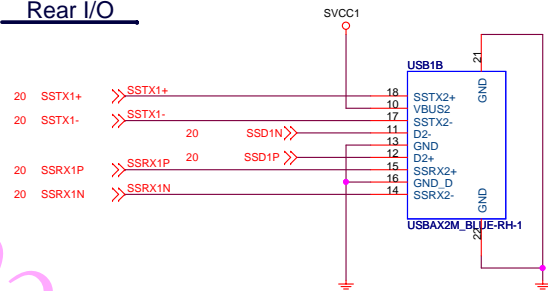 Rear I/O
SVCC1
USB1B
21
GND
20 SSTX1+ SSTX1+ 18 SSTX2+
10 VBUS2
20 SSTX1- SSTX1- 17 SSTX2-
20 SSD1N 11 D2-
13 GND
20 SSD1P 12 D2+
20 SSRX1P SSRX1P 15 SSRX2+
16 GND_D
20 SSRX1N SSRX1N 14 SSRX2-
GND
USBAX2M_BLUE-RH-1
22